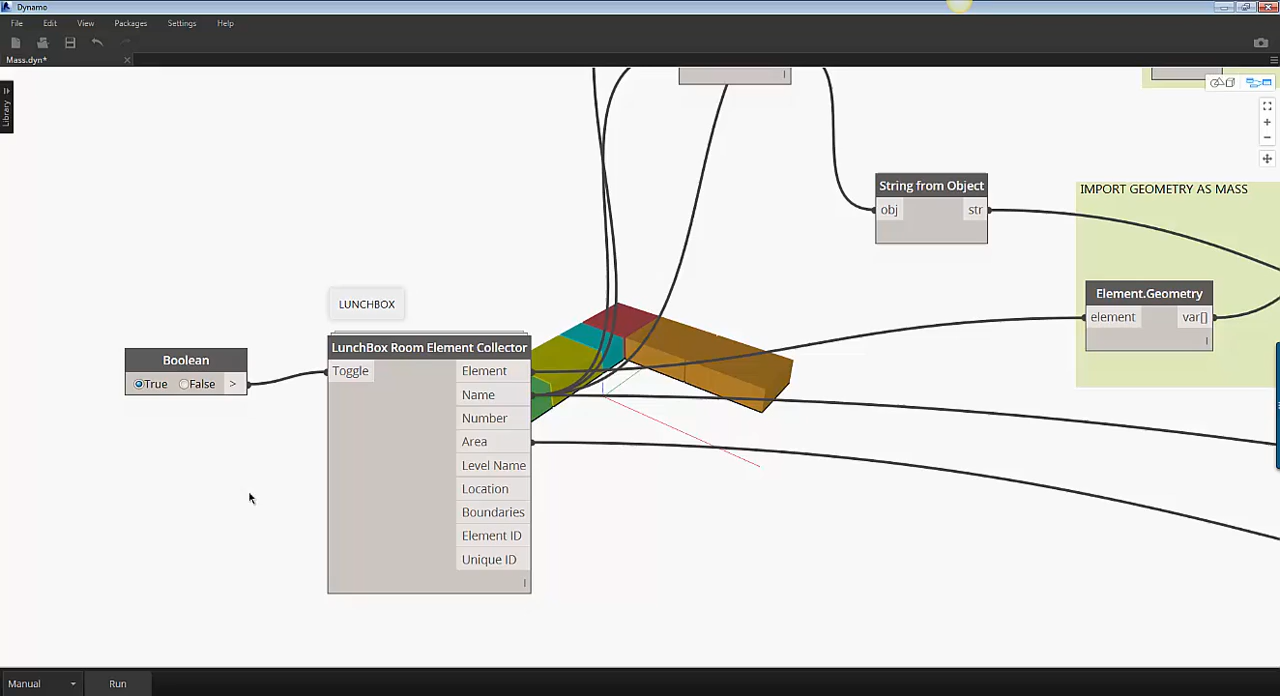 Dynamo
File Edit View Packages Settings Help
Mass.dyn*
Library
String from Object
obj str
IMPORT GEOMETRY AS MASS
Element.Geometry
element var[]
LUNCHBOX
Boolean
True False >
LunchBox Room Element Collector
Toggle Element
Name
Number
Area
Level Name
Location
Boundaries
Element ID
Unique ID
Manual Run